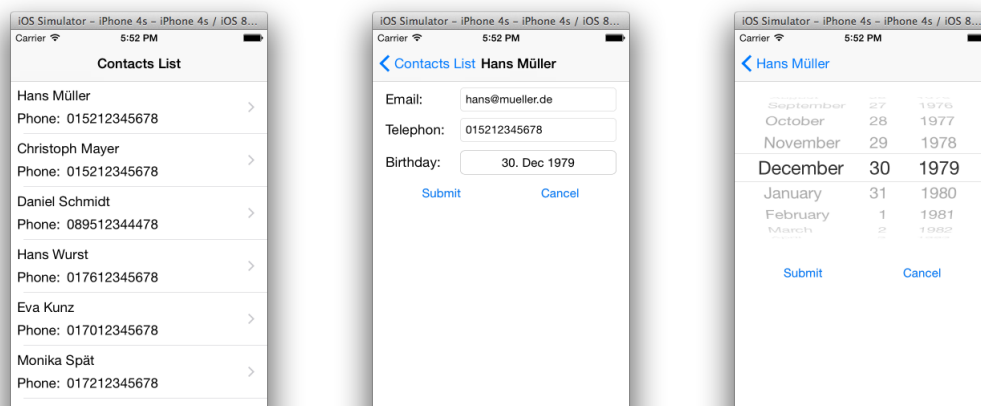 iOS Simulator – iPhone 4s – iPhone 4s / iOS 8...
Carrier 5:52 PM
Contacts List
Hans Müller
Phone: 015212345678
Christoph Mayer
Phone: 015212345678
Daniel Schmidt
Phone: 089512344478
Hans Wurst
Phone: 017612345678
Eva Kunz
Phone: 017012345678
Monika Spät
Phone: 017212345678
iOS Simulator – iPhone 4s – iPhone 4s / iOS 8...
Carrier 5:52 PM
Contacts List Hans Müller
Email: hans@mueller.de
Telephon: 015212345678
Birthday: 30. Dec 1979
Submit Cancel
iOS Simulator – iPhone 4s – iPhone 4s / iOS 8...
Carrier 5:52 PM
Hans Müller
September 27 1976
October 28 1977
November 29 1978
December 30 1979
January 31 1980
February 1 1981
March 2 1982
Submit Cancel